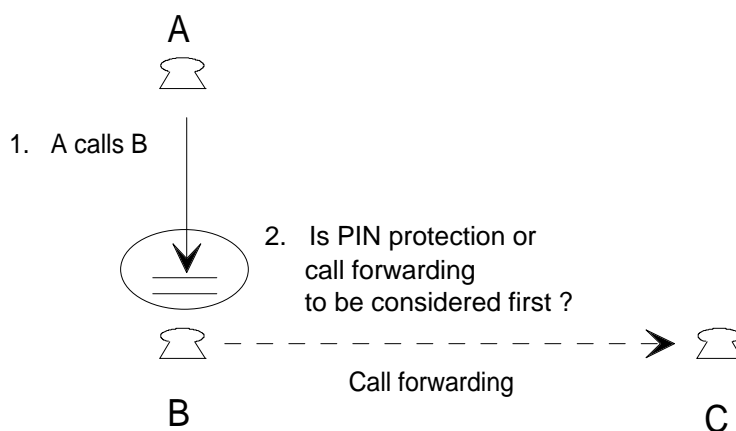 A
1. A calls B
2. Is PIN protection or
call forwarding
to be considered first ?
Call forwarding
B
C